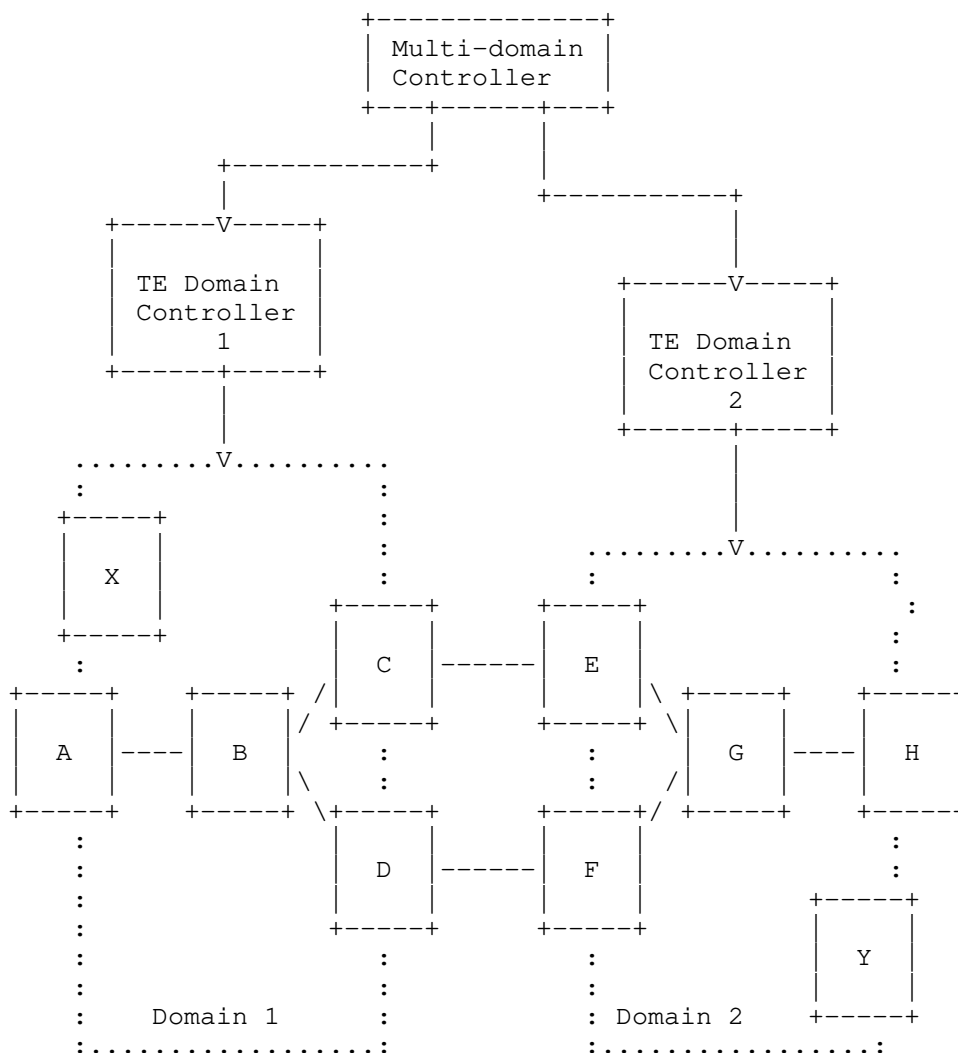 Multi-domain
Controller
TE Domain
Controller
1
TE Domain
Controller
2
X
C
E
A
B
G
H
D
F
Y
Domain 1
Domain 2